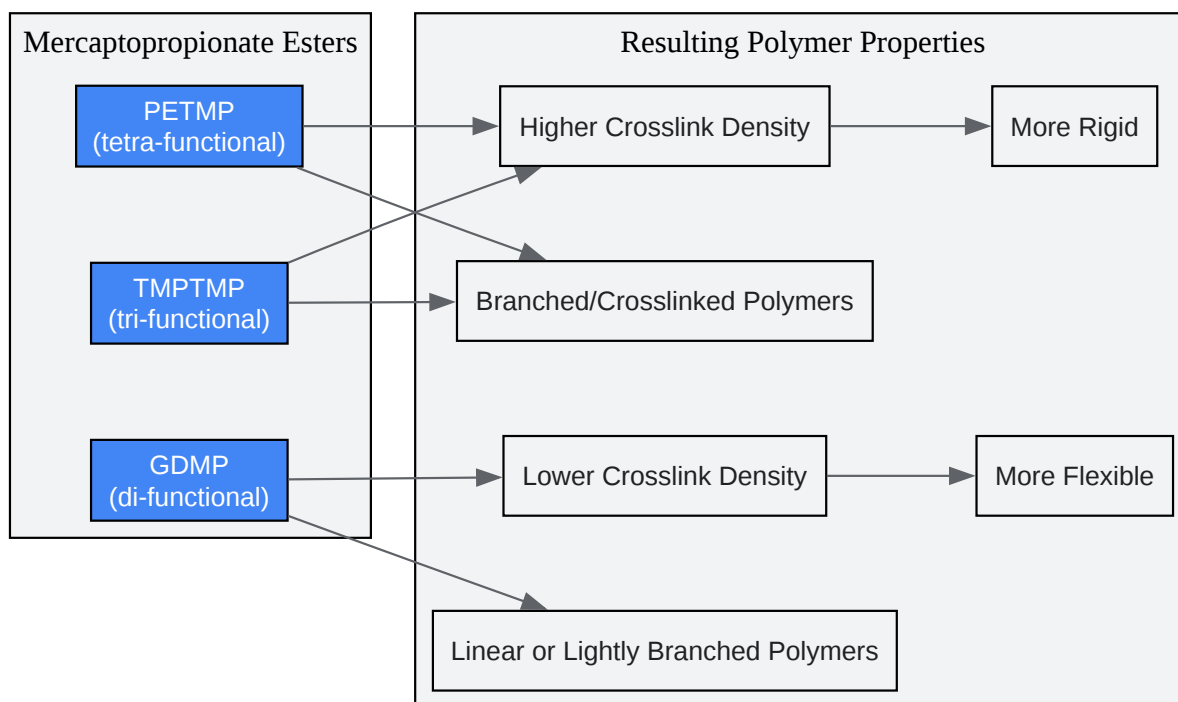 Mercaptopropionate Esters
PETMP
(tetra-functional)
TMPTMP
(tri-functional)
GDMP
(di-functional)
Resulting Polymer Properties
Higher Crosslink Density
More Rigid
Branched/Crosslinked Polymers
Lower Crosslink Density
More Flexible
Linear or Lightly Branched Polymers